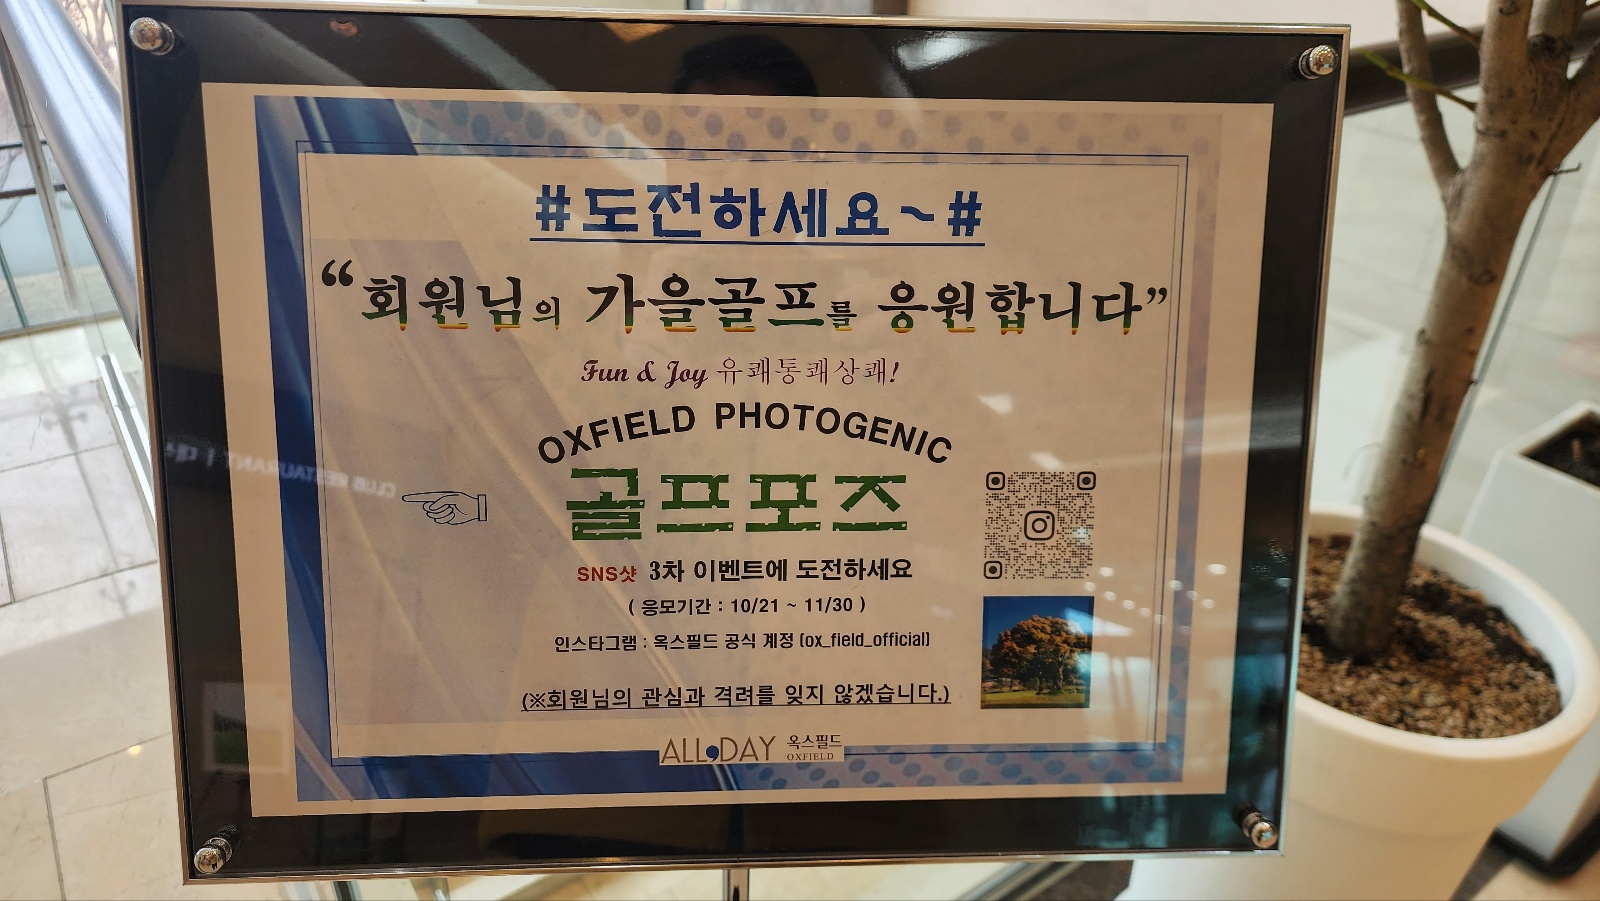 #도전하세요~#
“회원님의 가을골프를 응원합니다”
Fun & Joy 유쾌통쾌상쾌!
OXFIELD PHOTOGENIC
골프포즈
SNS샷 3차 이벤트에 도전하세요
( 응모기간 : 10/21 ~ 11/30 )
인스타그램 : 옥스필드 공식 계정 (ox_field_official)
(※회원님의 관심과 격려를 잊지 않겠습니다.)
ALL,DAY 옥스필드
OXFIELD
CLUB RESTAURANT